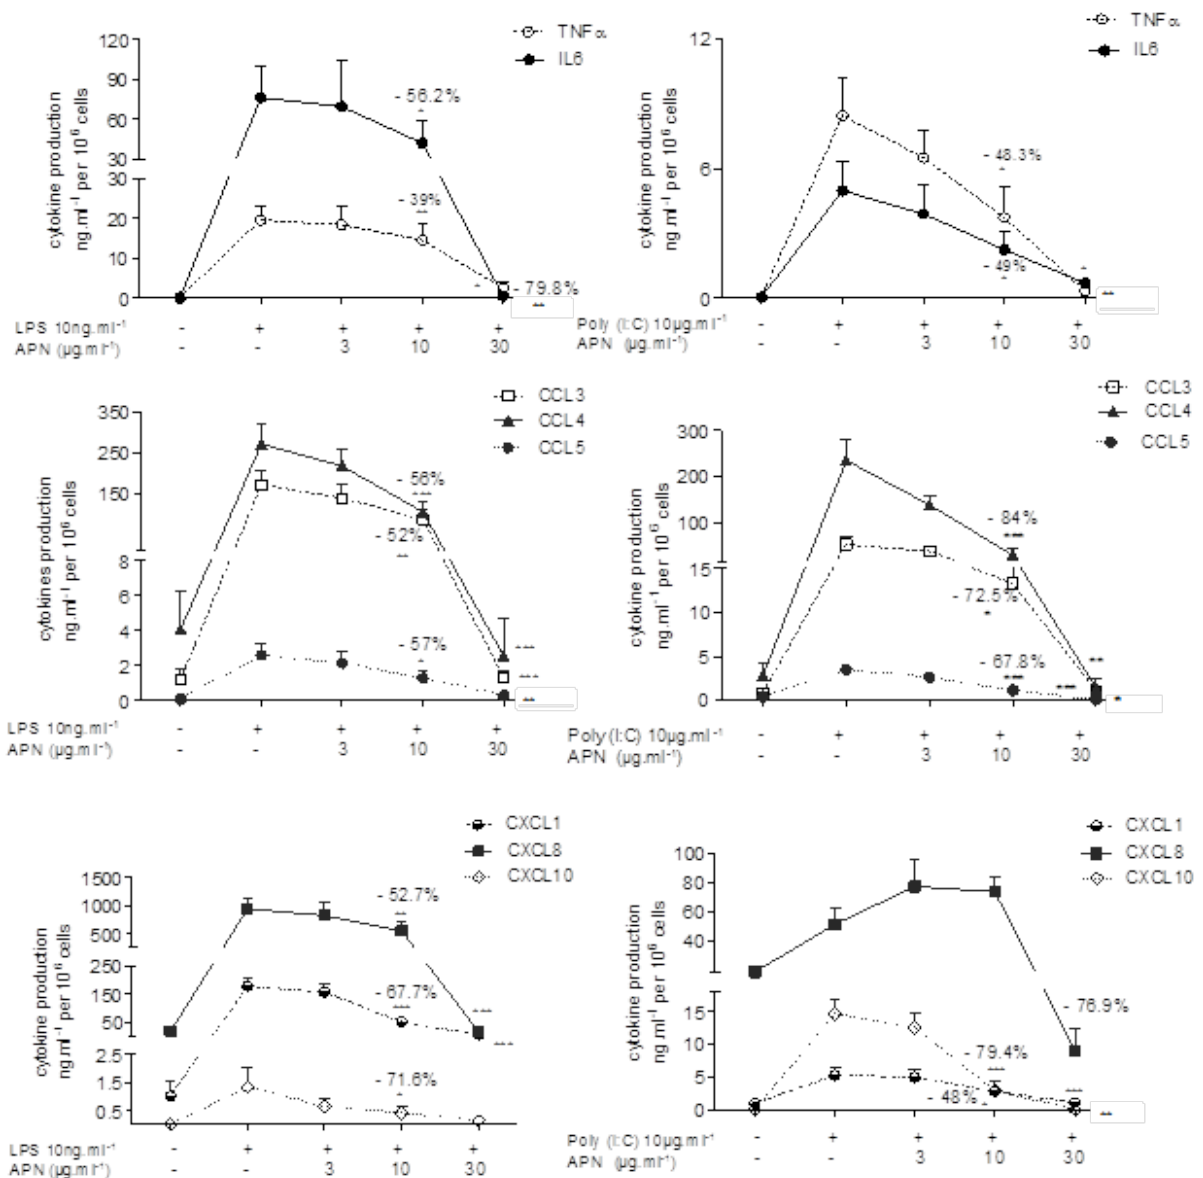 TNFα
IL6
120
90
60
30
30
20
10
0
cytokine production
ng.ml⁻¹ per 10⁶ cells
- 56.2%
*
- 39%
**
*
- 79.8%
**
LPS 10ng.ml⁻¹ - + + + +
APN (µg.ml⁻¹) - - 3 10 30
TNFα
IL6
12
6
0
cytokine production
ng.ml⁻¹ per 10⁶ cells
- 48.3%
*
- 49%
*
*
**
Poly (I:C) 10µg.ml⁻¹ - + + + +
APN (µg.ml⁻¹) - - 3 10 30
CCL3
CCL4
CCL5
350
250
150
8
6
4
2
0
cytokines production
ng.ml⁻¹ per 10⁶ cells
- 56%
***
- 52%
**
- 57%
*
***
***
**
LPS 10ng.ml⁻¹ - + + + +
APN (µg.ml⁻¹) - - 3 10 30
CCL3
CCL4
CCL5
300
200
100
15
10
5
0
cytokine production
ng.ml⁻¹ per 10⁶ cells
- 84%
***
- 72.5%
*
- 67.8%
***
**
***
*
Poly (I:C) 10µg.ml⁻¹ - + + + +
APN (µg.ml⁻¹) - - 3 10 30
CXCL1
CXCL8
CXCL10
1500
1000
500
250
150
50
2.5
1.5
0.5
cytokine production
ng.ml⁻¹ per 10⁶ cells
- 52.7%
**
- 67.7%
***
- 71.6%
*
***
***
LPS 10ng.ml⁻¹ - + + + +
APN (µg.ml⁻¹) - - 3 10 30
CXCL1
CXCL8
CXCL10
100
80
60
40
15
10
5
0
cytokine production
ng.ml⁻¹ per 10⁶ cells
- 76.9%
- 79.4%
***
- 48%
*
***
**
Poly (I:C) 10µg.ml⁻¹ - + + + +
APN (µg.ml⁻¹) - - 3 10 30